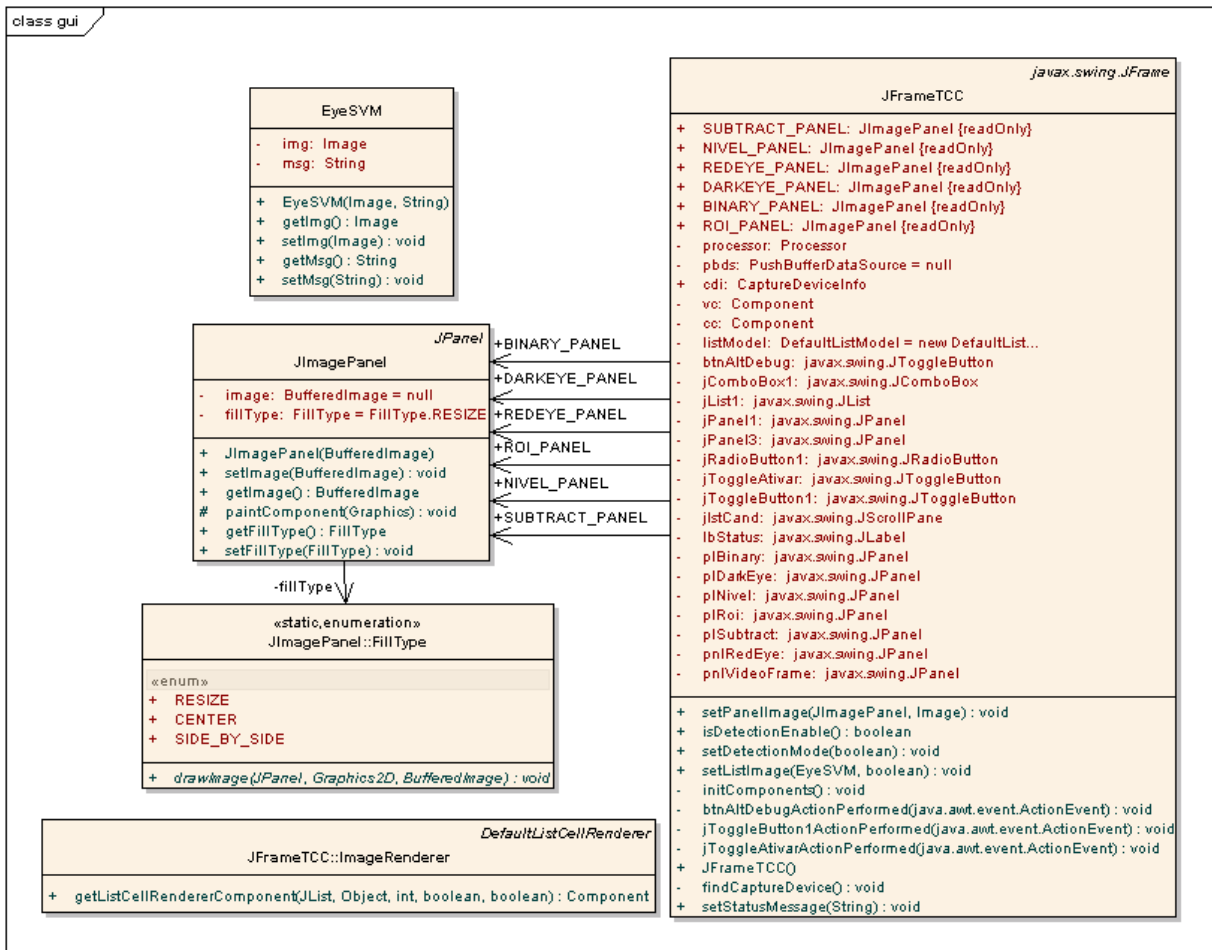 class gui
EyeSVM
- img: Image
- msg: String
+ EyeSVM(Image, String)
+ getImg() : Image
+ setImg(Image) : void
+ getMsg() : String
+ setMsg(String) : void
JPanel
JImagePanel
- image: BufferedImage = null
- fillType: FillType = FillType.RESIZE
+ JImagePanel(BufferedImage)
+ setImage(BufferedImage) : void
+ getImage() : BufferedImage
# paintComponent(Graphics) : void
+ getFillType() : FillType
+ setFillType(FillType) : void
+BINARY_PANEL
+DARKEYE_PANEL
+REDEYE_PANEL
+ROI_PANEL
+NIVEL_PANEL
+SUBTRACT_PANEL
-fillType
«static,enumeration»
JImagePanel::FillType
«enum»
+ RESIZE
+ CENTER
+ SIDE_BY_SIDE
+ drawImage(JPanel, Graphics2D, BufferedImage) : void
DefaultListCellRenderer
JFrameTCC::ImageRenderer
+ getListCellRendererComponent(JList, Object, int, boolean, boolean) : Component
javax.swing.JFrame
JFrameTCC
+ SUBTRACT_PANEL: JImagePanel {readOnly}
+ NIVEL_PANEL: JImagePanel {readOnly}
+ REDEYE_PANEL: JImagePanel {readOnly}
+ DARKEYE_PANEL: JImagePanel {readOnly}
+ BINARY_PANEL: JImagePanel {readOnly}
+ ROI_PANEL: JImagePanel {readOnly}
- processor: Processor
- pbds: PushBufferDataSource = null
+ cdi: CaptureDeviceInfo
- vc: Component
- cc: Component
- listModel: DefaultListModel = new DefaultList...
- btnAltDebug: javax.swing.JToggleButton
- jComboBox1: javax.swing.JComboBox
- jList1: javax.swing.JList
- jPanel1: javax.swing.JPanel
- jPanel3: javax.swing.JPanel
- jRadioButton1: javax.swing.JRadioButton
- jToggleAtivar: javax.swing.JToggleButton
- jToggleButton1: javax.swing.JToggleButton
- jlstCand: javax.swing.JScrollPane
- lbStatus: javax.swing.JLabel
- plBinary: javax.swing.JPanel
- plDarkEye: javax.swing.JPanel
- plNivel: javax.swing.JPanel
- plRoi: javax.swing.JPanel
- plSubtract: javax.swing.JPanel
- pnlRedEye: javax.swing.JPanel
- pnlVideoFrame: javax.swing.JPanel
+ setPanelImage(JImagePanel, Image) : void
+ isDetectionEnable() : boolean
+ setDetectionMode(boolean) : void
+ setListImage(EyeSVM, boolean) : void
- initComponents() : void
- btnAltDebugActionPerformed(java.awt.event.ActionEvent) : void
- jToggleButton1ActionPerformed(java.awt.event.ActionEvent) : void
- jToggleAtivarActionPerformed(java.awt.event.ActionEvent) : void
+ JFrameTCC()
- findCaptureDevice() : void
+ setStatusMessage(String) : void